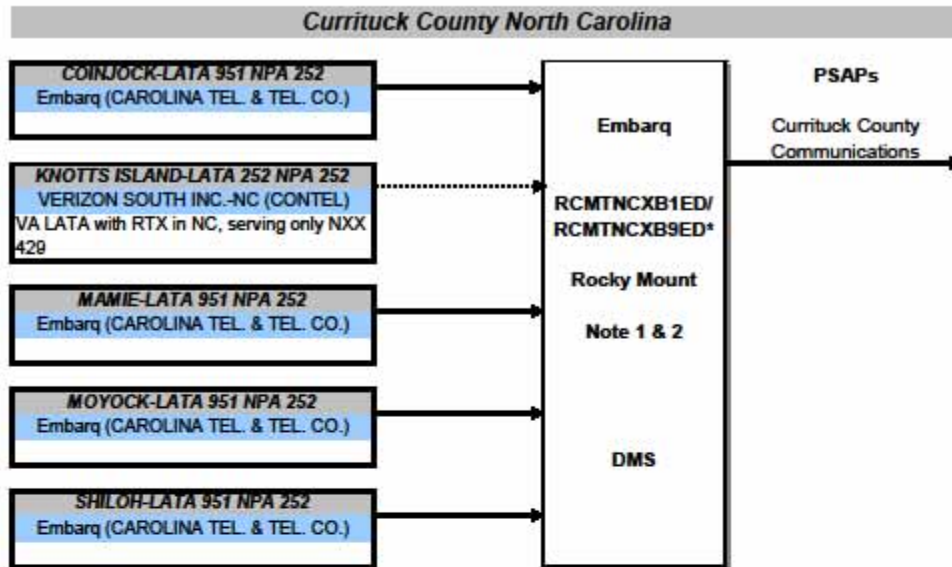 Currituck County North Carolina
COINJOCK-LATA 951 NPA 252
Embarq (CAROLINA TEL. & TEL. CO.)
KNOTTS ISLAND-LATA 252 NPA 252
VERIZON SOUTH INC.-NC (CONTEL)
VA LATA with RTX in NC, serving only NXX
429
MAMIE-LATA 951 NPA 252
Embarq (CAROLINA TEL. & TEL. CO.)
MOYOCK-LATA 951 NPA 252
Embarq (CAROLINA TEL. & TEL. CO.)
SHILOH-LATA 951 NPA 252
Embarq (CAROLINA TEL. & TEL. CO.)
Embarq
RCMTNCXB1ED/
RCMTNCXB9ED*
Rocky Mount
Note 1 & 2
DMS
PSAPs
Currituck County
Communications